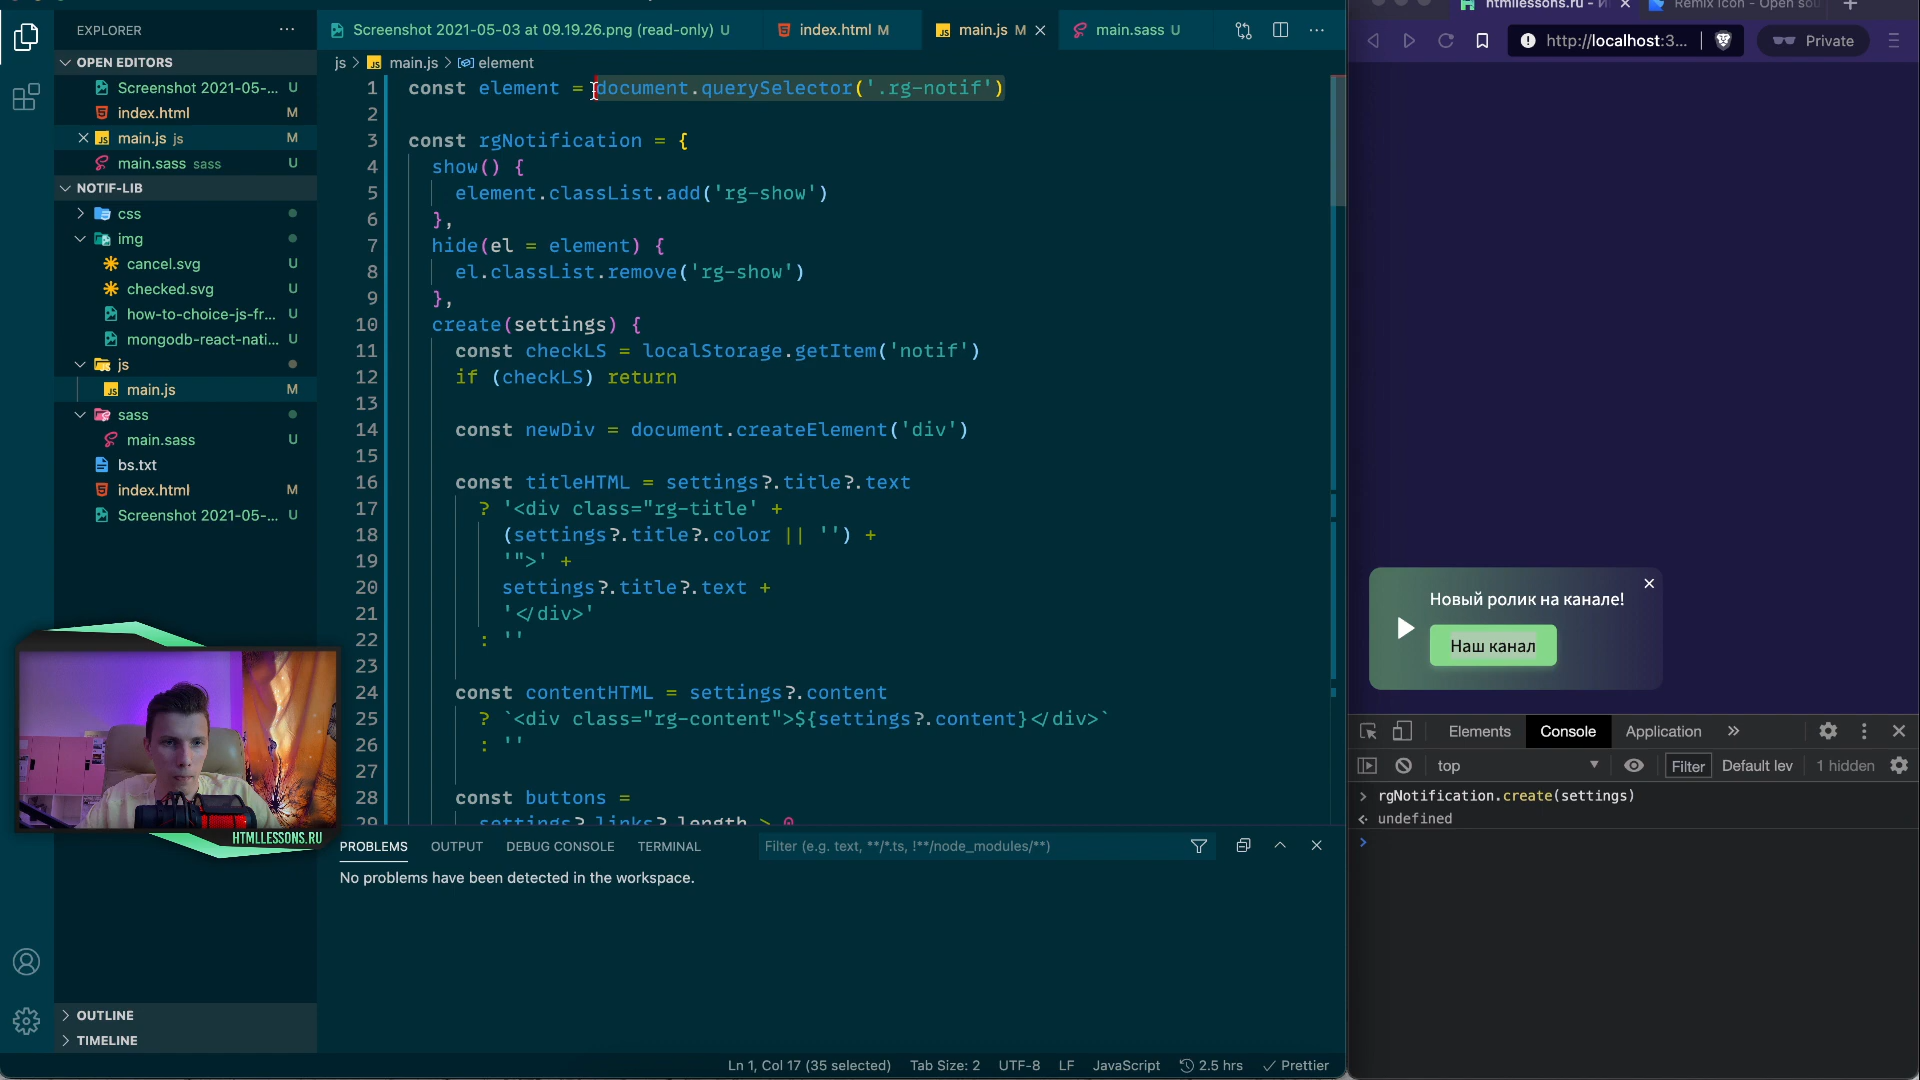 EXPLORER
OPEN EDITORS
Screenshot 2021-05-... U
index.html M
main.js js M
main.sass sass U
NOTIF-LIB
css
img
cancel.svg U
checked.svg U
how-to-choice-js-fr... U
mongodb-react-nati... U
js
main.js M
sass
main.sass U
bs.txt
index.html M
Screenshot 2021-05-... U
HTMLLESSONS.RU
OUTLINE
TIMELINE
Screenshot 2021-05-03 at 09.19.26.png (read-only) U
index.html M
main.js M
main.sass U
js > main.js > element
1 const element = document.querySelector('.rg-notif')
2
3 const rgNotification = {
4 show() {
5 element.classList.add('rg-show')
6 },
7 hide(el = element) {
8 el.classList.remove('rg-show')
9 },
10 create(settings) {
11 const checkLS = localStorage.getItem('notif')
12 if (checkLS) return
13
14 const newDiv = document.createElement('div')
15
16 const titleHTML = settings?.title?.text
17 ? '<div class="rg-title' +
18 (settings?.title?.color || '') +
19 '">' +
20 settings?.title?.text +
21 '</div>'
22 : ''
23
24 const contentHTML = settings?.content
25 ? `<div class="rg-content">${settings?.content}</div>`
26 : ''
27
28 const buttons =
29 settings?.links?.length > 0
PROBLEMS OUTPUT DEBUG CONSOLE TERMINAL
Filter (e.g. text, **/*.ts, !**/node_modules/**)
No problems have been detected in the workspace.
Ln 1, Col 17 (35 selected) Tab Size: 2 UTF-8 LF JavaScript 2.5 hrs Prettier
htmllessons.ru -
Remix Icon - Open sou
http://localhost:3...
Private
Новый ролик на канале!
Наш канал
Elements Console Application
top Filter Default lev 1 hidden
rgNotification.create(settings)
undefined